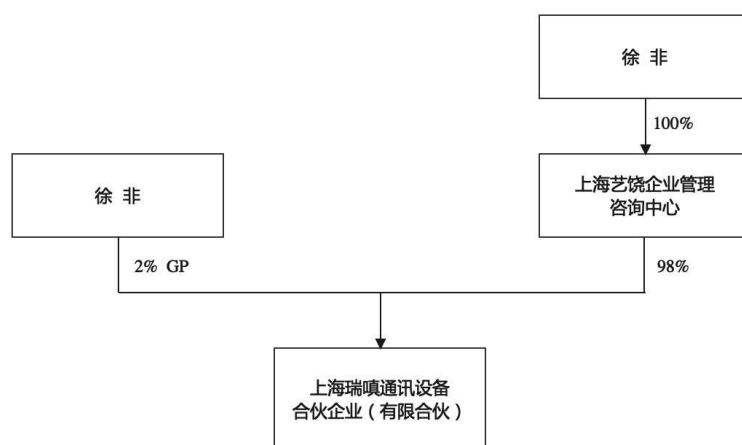 徐 非
100%
徐 非
上海艺饶企业管理
咨询中心
2% GP
98%
上海瑞嗔通讯设备
合伙企业（有限合伙）